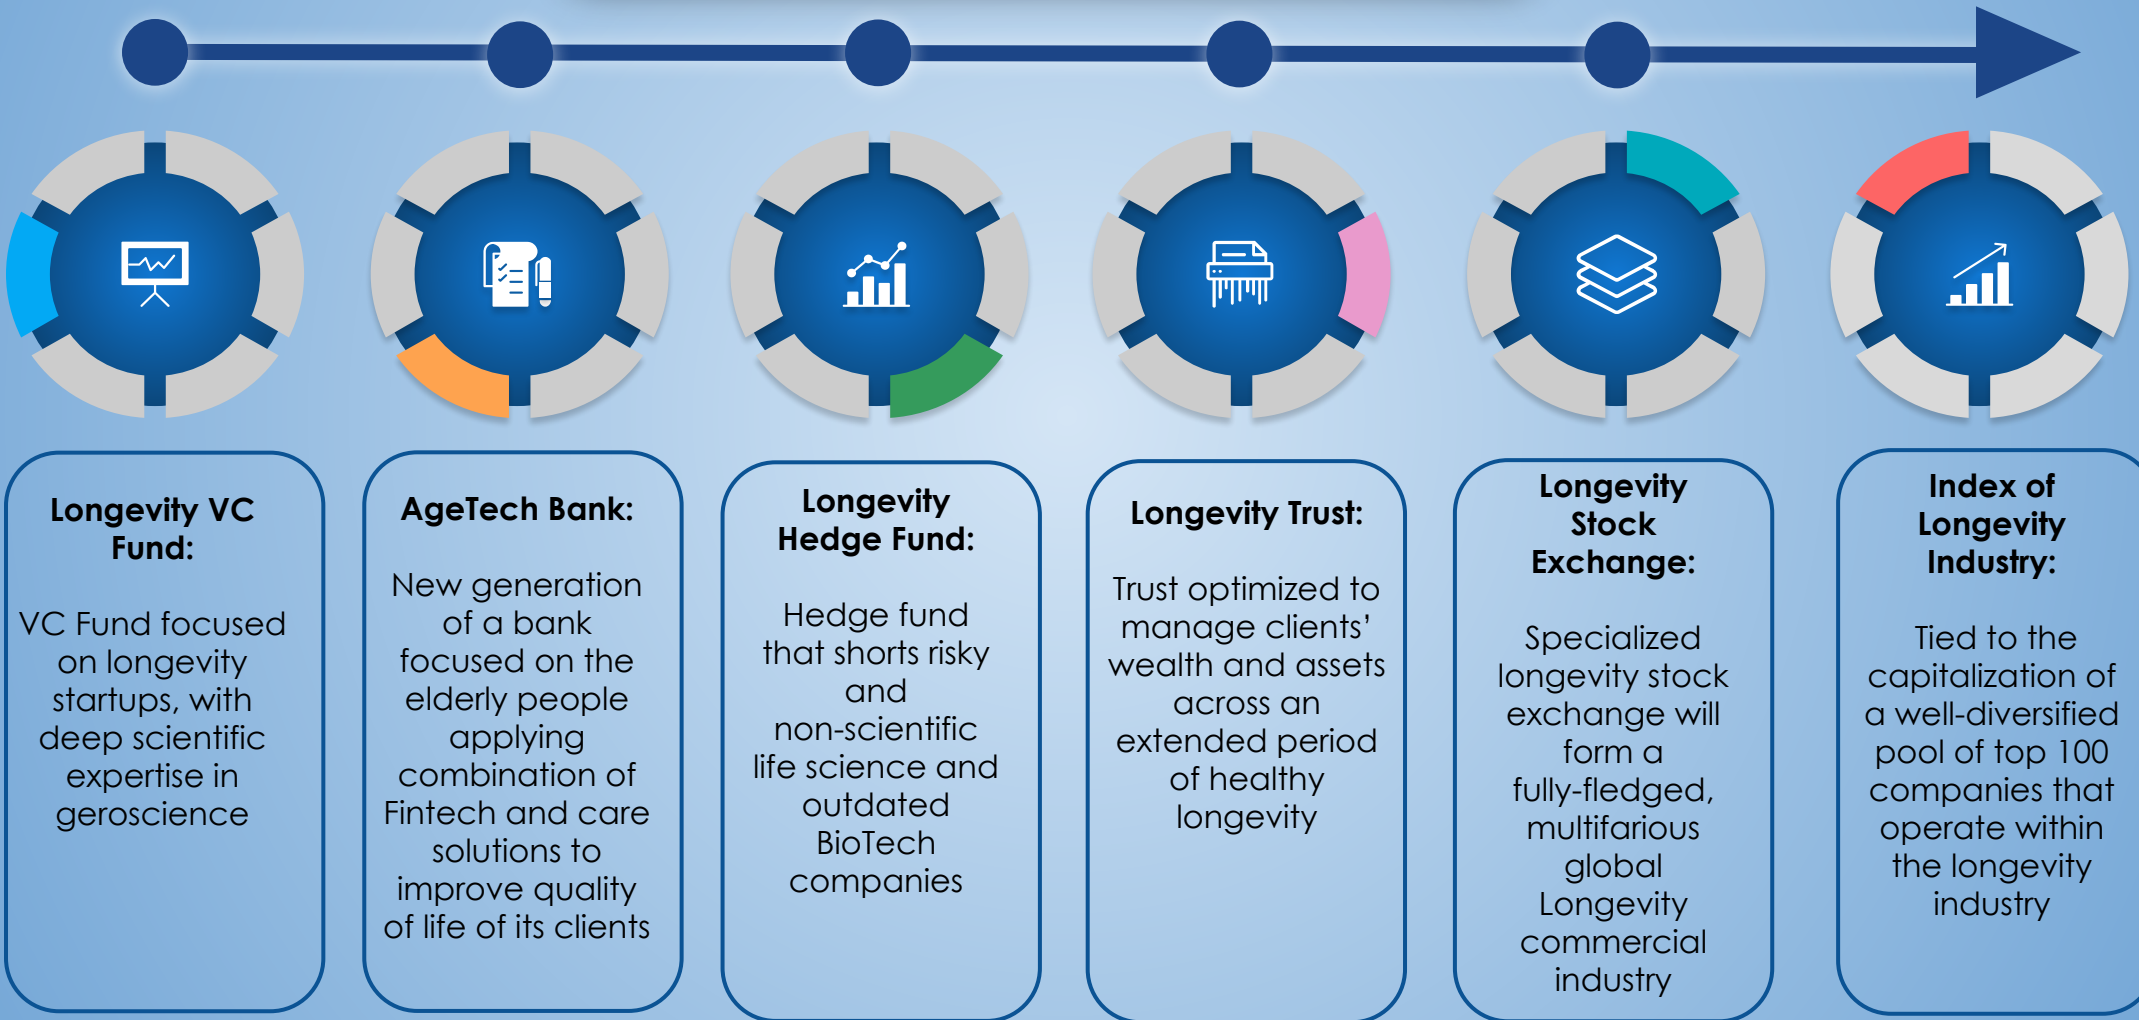 Longevity VC
Fund:
VC Fund focused
on longevity
startups, with
deep scientific
expertise in
geroscience
AgeTech Bank:
New generation
of a bank
focused on the
elderly people
applying
combination of
Fintech and care
solutions to
improve quality
of life of its clients
Longevity
Hedge Fund:
Hedge fund
that shorts risky
and
non-scientific
life science and
outdated
BioTech
companies
Longevity Trust:
Trust optimized to
manage clients’
wealth and assets
across an
extended period
of healthy
longevity
Longevity
Stock
Exchange:
Specialized
longevity stock
exchange will
form a
fully-fledged,
multifarious
global
Longevity
commercial
industry
Index of
Longevity
Industry:
Tied to the
capitalization of
a well-diversified
pool of top 100
companies that
operate within
the longevity
industry